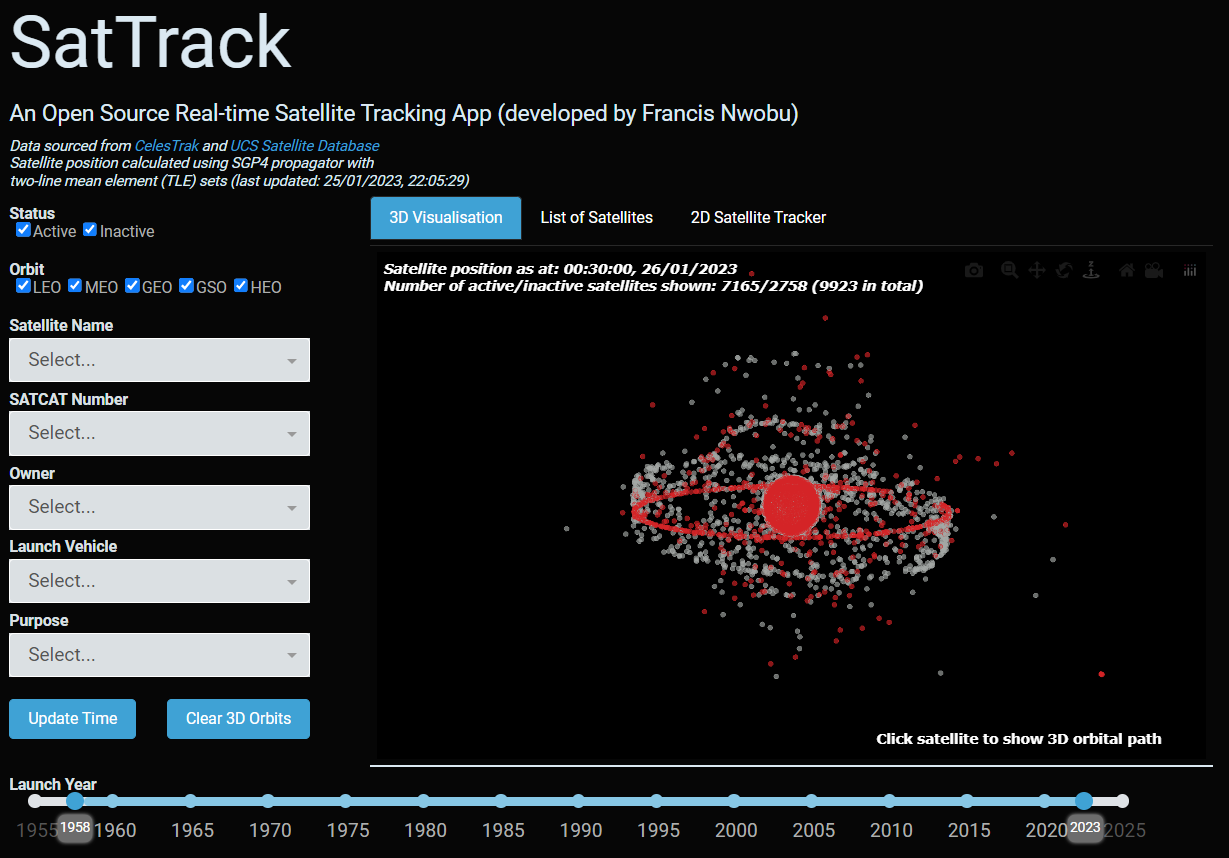 SatTrack
An Open Source Real-time Satellite Tracking App (developed by Francis Nwobu)
Data sourced from CelesTrak and UCS Satellite Database
Satellite position calculated using SGP4 propagator with
two-line mean element (TLE) sets (last updated: 25/01/2023, 22:05:29)
Status
Active Inactive
Orbit
LEO MEO GEO GSO HEO
Satellite Name
Select...
SATCAT Number
Select...
Owner
Select...
Launch Vehicle
Select...
Purpose
Select...
Update Time Clear 3D Orbits
3D Visualisation List of Satellites 2D Satellite Tracker
Satellite position as at: 00:30:00, 26/01/2023
Number of active/inactive satellites shown: 7165/2758 (9923 in total)
Click satellite to show 3D orbital path
Launch Year
1955 1958 1960 1965 1970 1975 1980 1985 1990 1995 2000 2005 2010 2015 2020 2023 2025